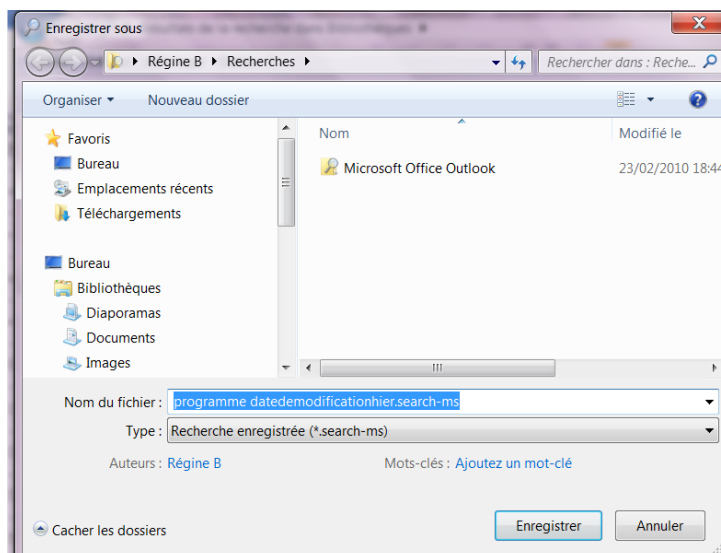 Enregistrer sous
Régine B Recherches
Rechercher dans : Reche...
Organiser Nouveau dossier
Favoris
Bureau
Emplacements récents
Téléchargements
Bureau
Bibliothèques
Diaporamas
Documents
Images
Nom Modifié le
Microsoft Office Outlook 23/02/2010 18:44
Nom du fichier : programme datedemodificationhier.search-ms
Type : Recherche enregistrée (*.search-ms)
Auteurs : Régine B Mots-clés : Ajoutez un mot-clé
Cacher les dossiers Enregistrer Annuler